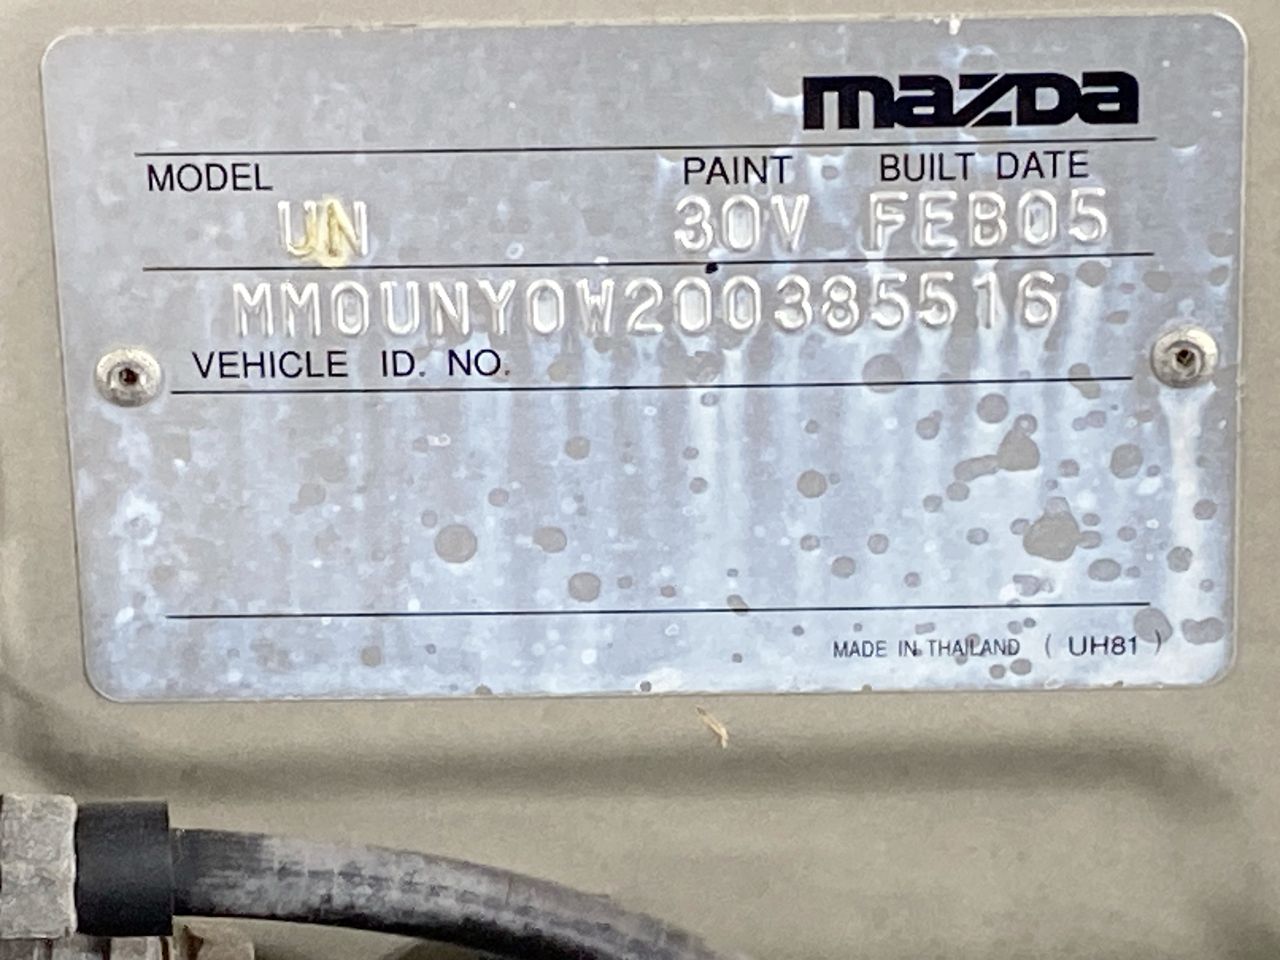 mazda
MODEL PAINT BUILT DATE
UN 30V FEB05
MM0UNY0W200385516
VEHICLE ID. NO.
MADE IN THAILAND ( UH81 )